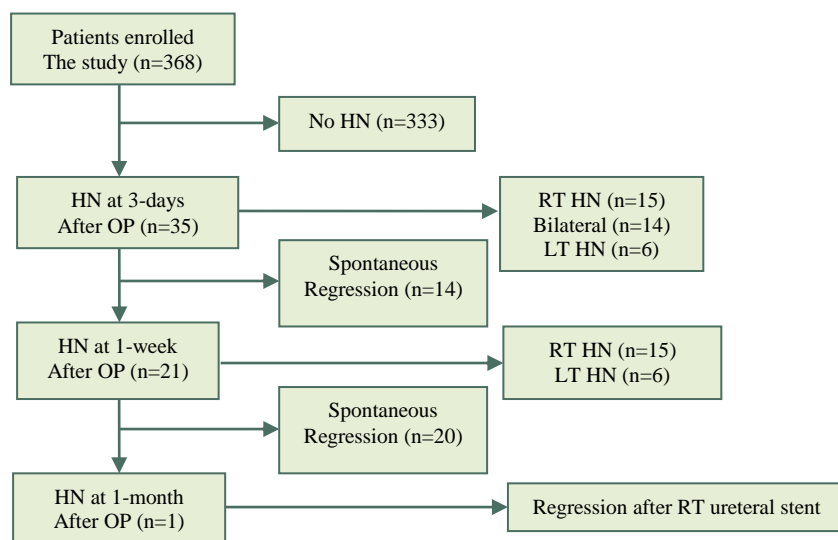 Patients enrolled
The study (n=368)
No HN (n=333)
HN at 3-days
After OP (n=35)
RT HN (n=15)
Bilateral (n=14)
LT HN (n=6)
Spontaneous
Regression (n=14)
HN at 1-week
After OP (n=21)
RT HN (n=15)
LT HN (n=6)
Spontaneous
Regression (n=20)
HN at 1-month
After OP (n=1)
Regression after RT ureteral stent